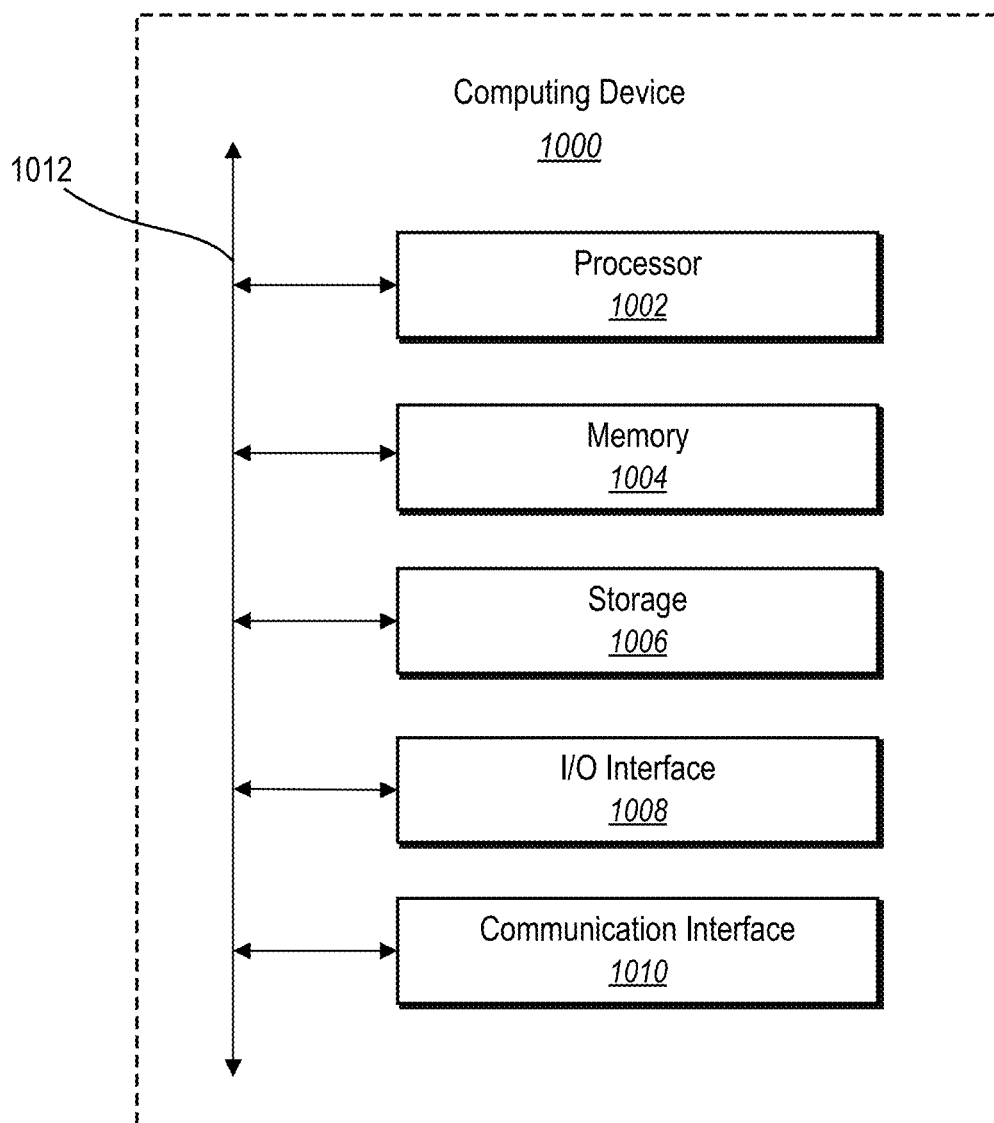 Computing Device
1000
1012
Processor
1002
Memory
1004
Storage
1006
I/O Interface
1008
Communication Interface
1010